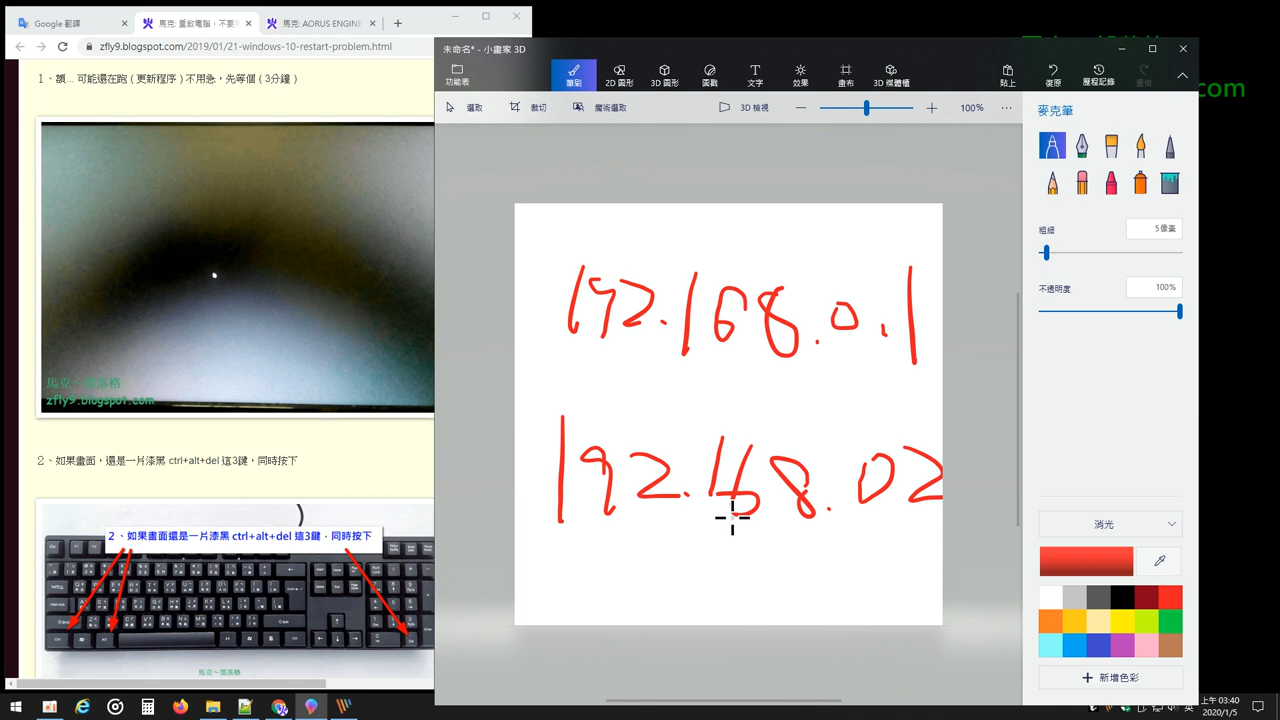 Google 翻譯
馬克: 重啟電腦，不要
馬克: AORUS ENGINE
zfly9.blogspot.com/2019/01/21-windows-10-restart-problem.html
1、額... 可能還在跑 ( 更新程序 ) 不用急，先等個 ( 3分鐘 )
馬克～部落格
zfly9.blogspot.com
2、如果畫面，還是一片漆黑 ctrl+alt+del 這3鍵，同時按下
2、如果畫面還是一片漆黑 ctrl+alt+del 這3鍵，同時按下
馬克～部落格
.com
未命名* - 小畫家 3D
功能表
筆刷
2D 圖形
3D 圖形
圖戳
文字
效果
畫布
3D 媒體櫃
貼上
復原
歷程記錄
重做
選取
裁切
魔術選取
3D 檢視
100%
192.168.0.1
192.168.02
麥克筆
粗細
5像素
不透明度
100%
消光
新增色彩
英
上午 03:40
2020/1/5